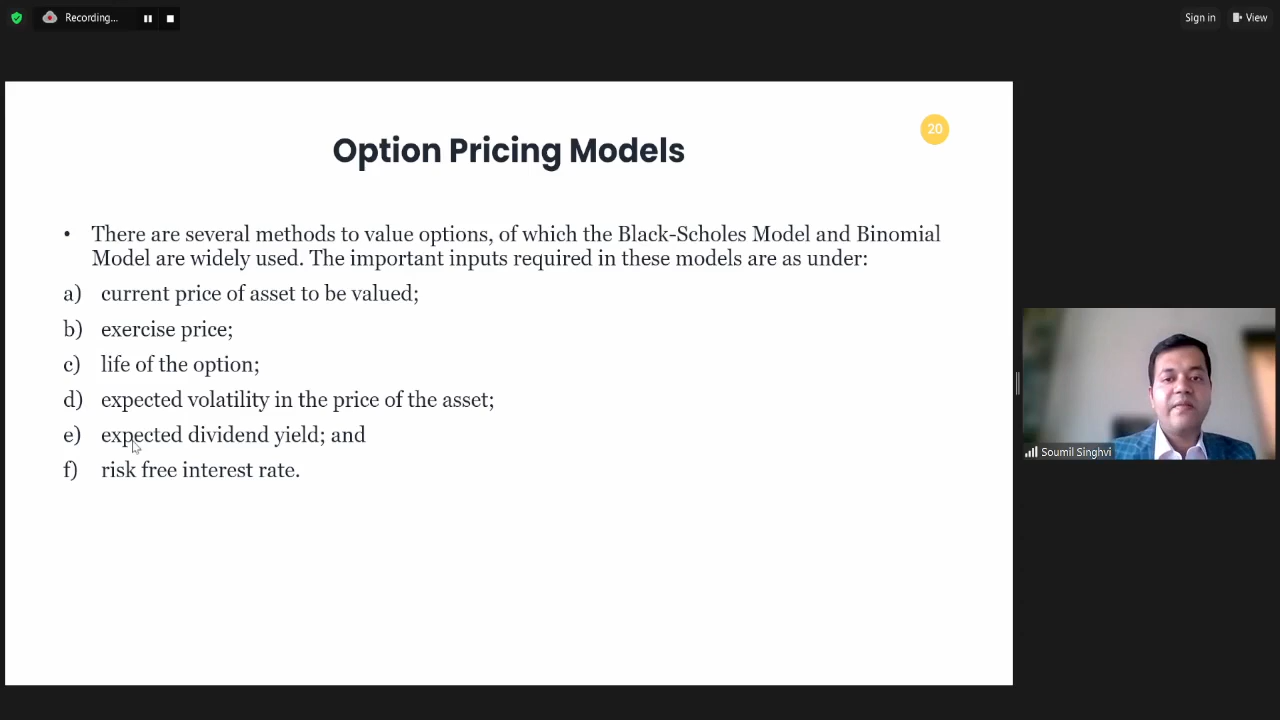 Recording...
Sign in
View
20
Option Pricing Models
• There are several methods to value options, of which the Black-Scholes Model and Binomial
Model are widely used. The important inputs required in these models are as under:
a) current price of asset to be valued;
b) exercise price;
c) life of the option;
d) expected volatility in the price of the asset;
e) expected dividend yield; and
f) risk free interest rate.
Soumil Singhvi